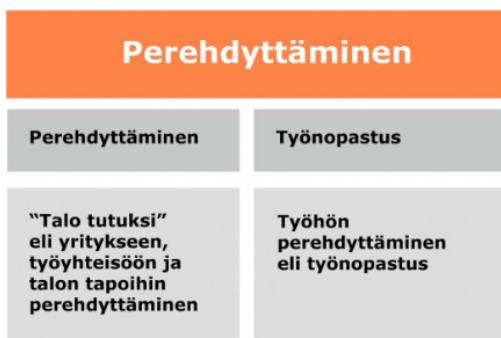 Perehdyttäminen
Perehdyttäminen
Työnopastus
“Talo tutuksi”
eli yritykseen,
työyhteisöön ja
talon tapoihin
perehdyttäminen
Työhön
perehdyttäminen
eli työnopastus